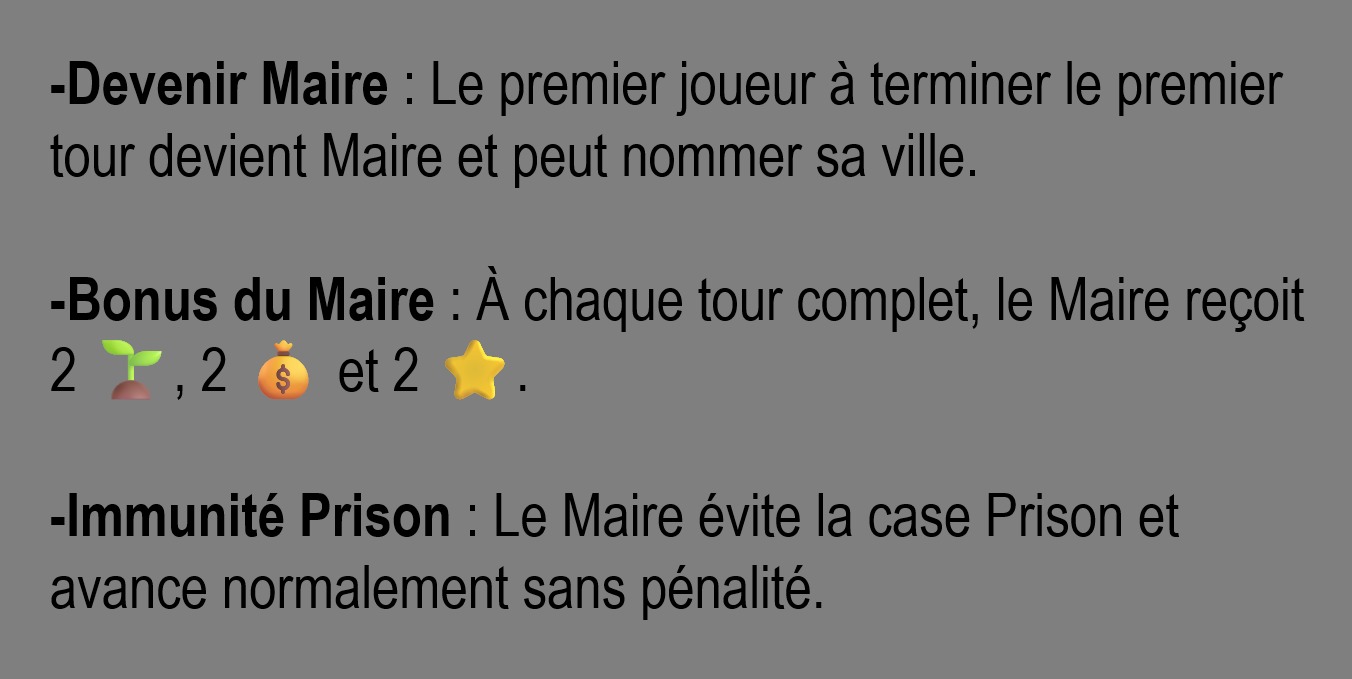 -Devenir Maire : Le premier joueur à terminer le premier
tour devient Maire et peut nommer sa ville.
-Bonus du Maire : À chaque tour complet, le Maire reçoit
2 🌱, 2 💰 et 2 ⭐.
-Immunité Prison : Le Maire évite la case Prison et
avance normalement sans pénalité.